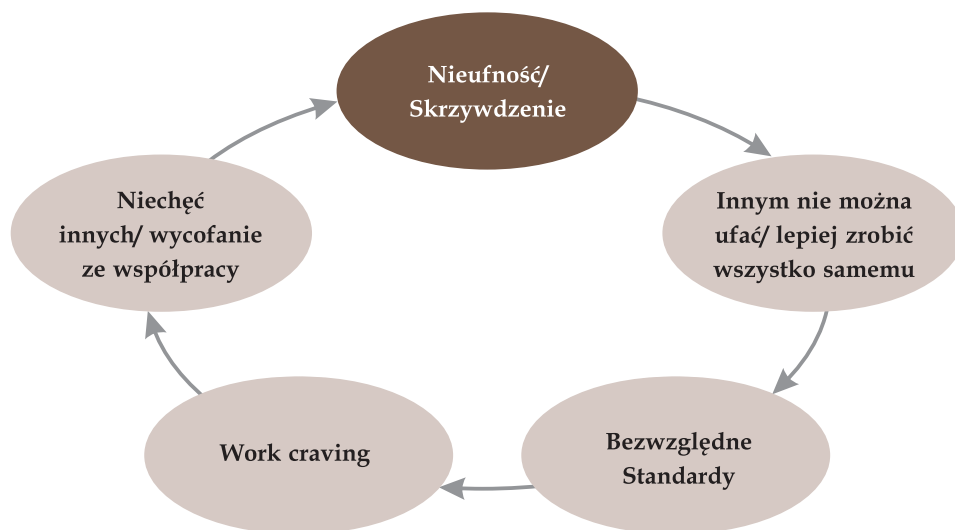 Nieufność/
Skrzywdzenie
Innym nie można
ufać/ lepiej zrobić
wszystko samemu
Bezwzględne
Standardy
Work craving
Niechęć
innych/ wycofanie
ze współpracy